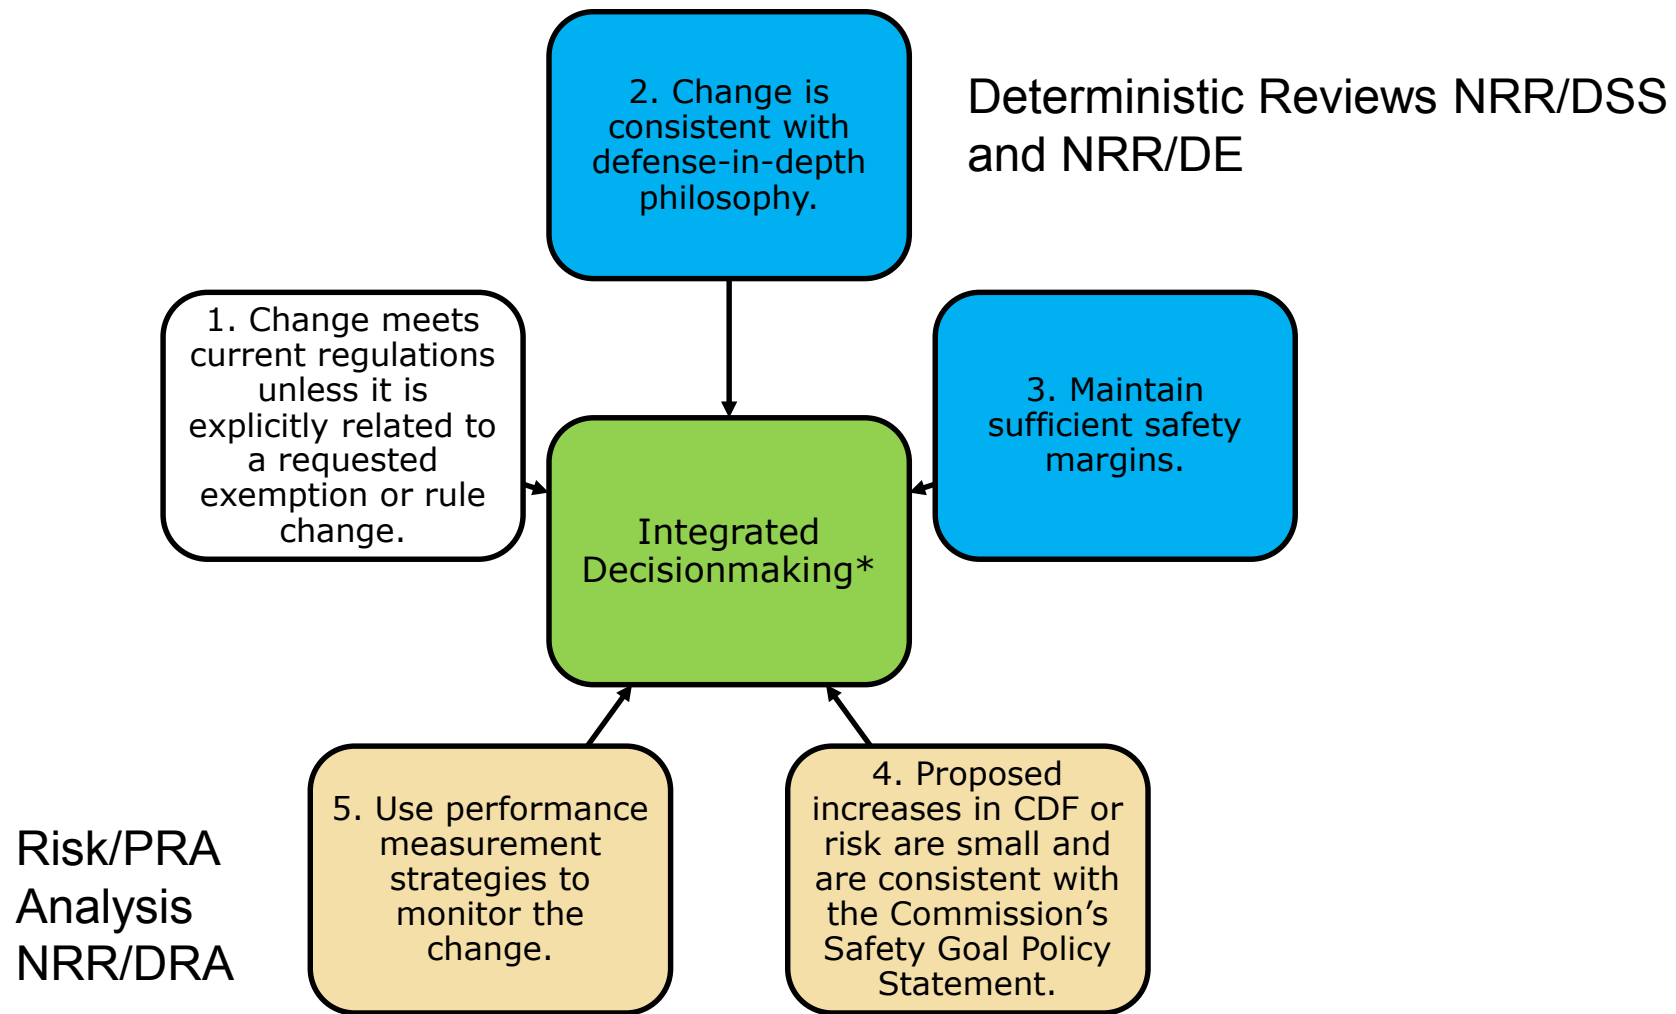 2. Change is
consistent with
defense-in-depth
philosophy.
Deterministic Reviews NRR/DSS
and NRR/DE
1. Change meets
current regulations
unless it is
explicitly related to
a requested
exemption or rule
change.
3. Maintain
sufficient safety
margins.
Integrated
Decisionmaking*
5. Use performance
measurement
strategies to
monitor the
change.
4. Proposed
increases in CDF or
risk are small and
are consistent with
the Commission’s
Safety Goal Policy
Statement.
Risk/PRA
Analysis
NRR/DRA